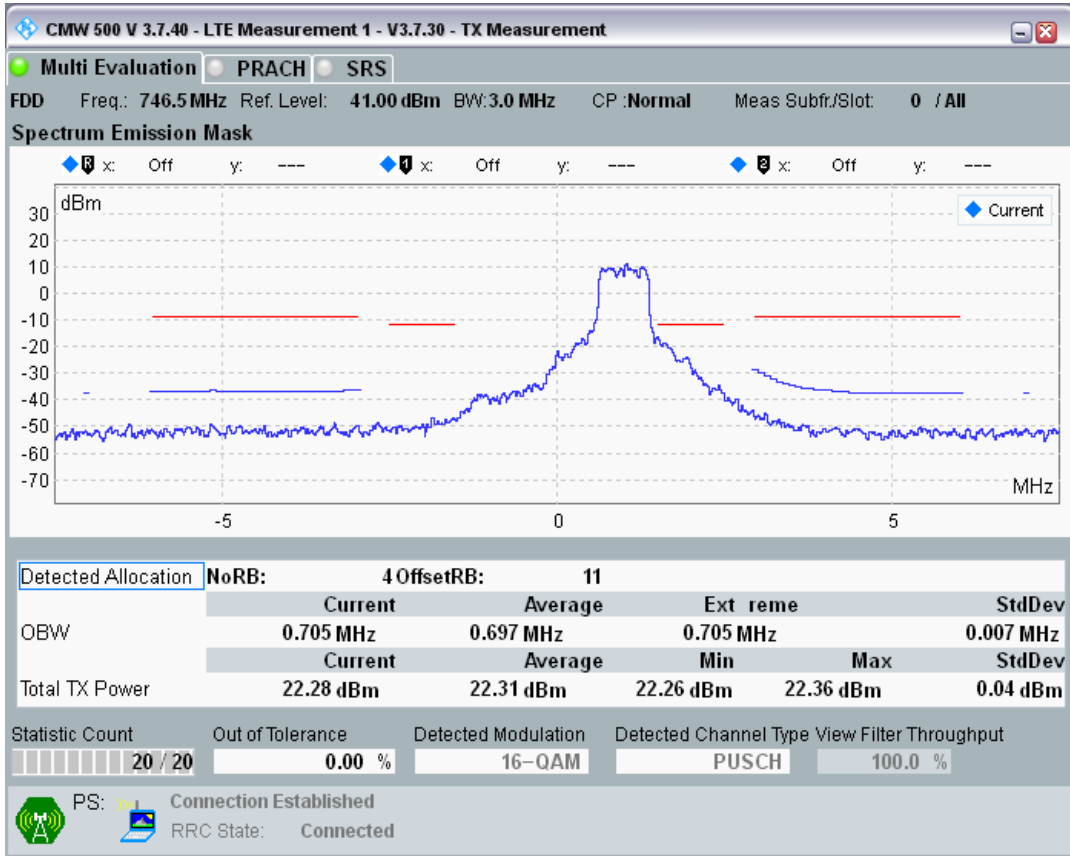 CMW 500 V 3.7.40 - LTE Measurement 1 - V3.7.30 - TX Measurement
Multi Evaluation PRACH SRS
FDD Freq.: 746.5 MHz Ref. Level: 41.00 dBm BW: 3.0 MHz CP :Normal Meas Subfr./Slot: 0 / All
Spectrum Emission Mask
R x: Off y: --- 1 x: Off y: --- 2 x: Off y: ---
dBm
Current
30
20
10
0
-10
-20
-30
-40
-50
-60
-70
MHz
-5 0 5
Detected Allocation NoRB: 4 OffsetRB: 11
Current Average Ext reme StdDev
OBW 0.705 MHz 0.697 MHz 0.705 MHz 0.007 MHz
Current Average Min Max StdDev
Total TX Power 22.28 dBm 22.31 dBm 22.26 dBm 22.36 dBm 0.04 dBm
Statistic Count Out of Tolerance Detected Modulation Detected Channel Type View Filter Throughput
20 / 20 0.00 % 16-QAM PUSCH 100.0 %
PS: Connection Established
RRC State: Connected